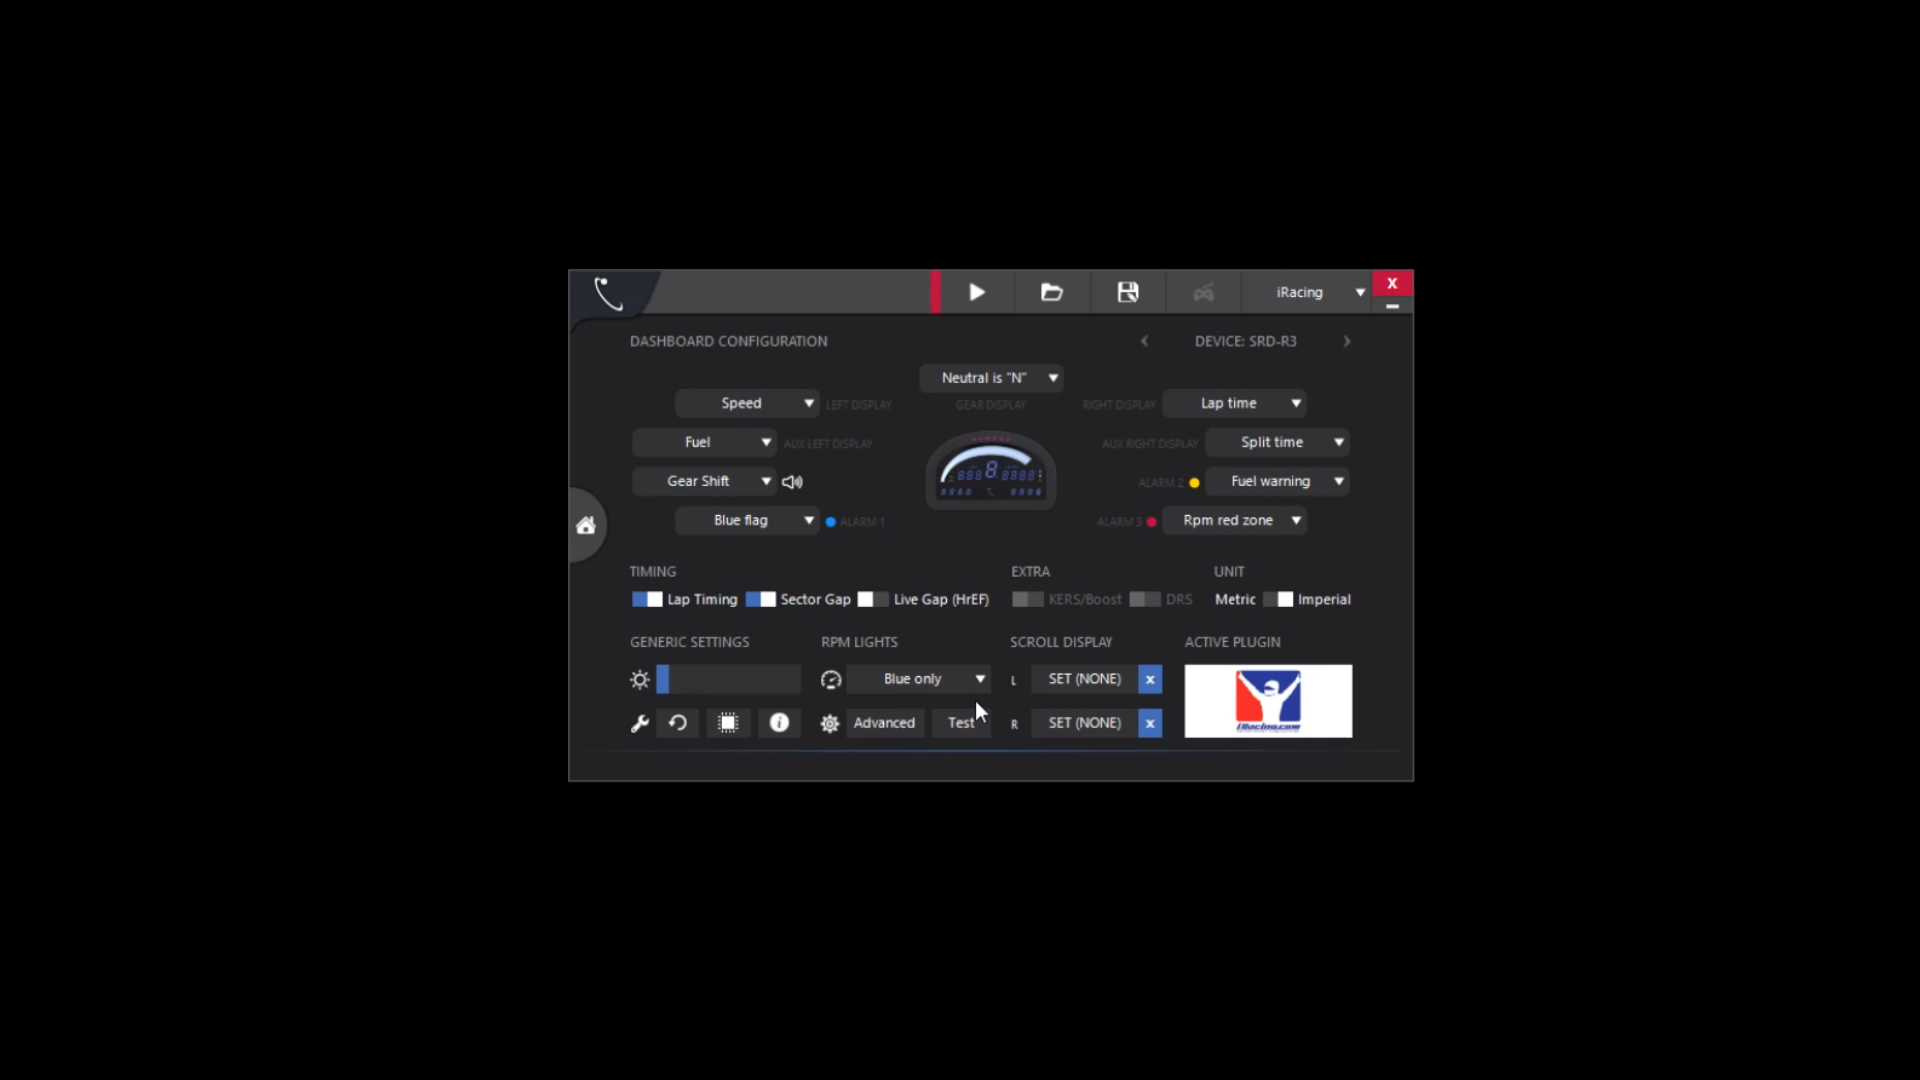 iRacing
X
DASHBOARD CONFIGURATION
DEVICE: SRD-R3
Neutral is "N"
GEAR DISPLAY
Speed LEFT DISPLAY
RIGHT DISPLAY Lap time
Fuel AUX LEFT DISPLAY
AUX RIGHT DISPLAY Split time
Gear Shift
ALARM 2 Fuel warning
Blue flag ALARM 1
ALARM 3 Rpm red zone
TIMING EXTRA UNIT
Lap Timing Sector Gap Live Gap (HrEF) KERS/Boost DRS Metric Imperial
GENERIC SETTINGS RPM LIGHTS SCROLL DISPLAY ACTIVE PLUGIN
Blue only L SET (NONE) x
Advanced Test R SET (NONE) x
iRacing.com